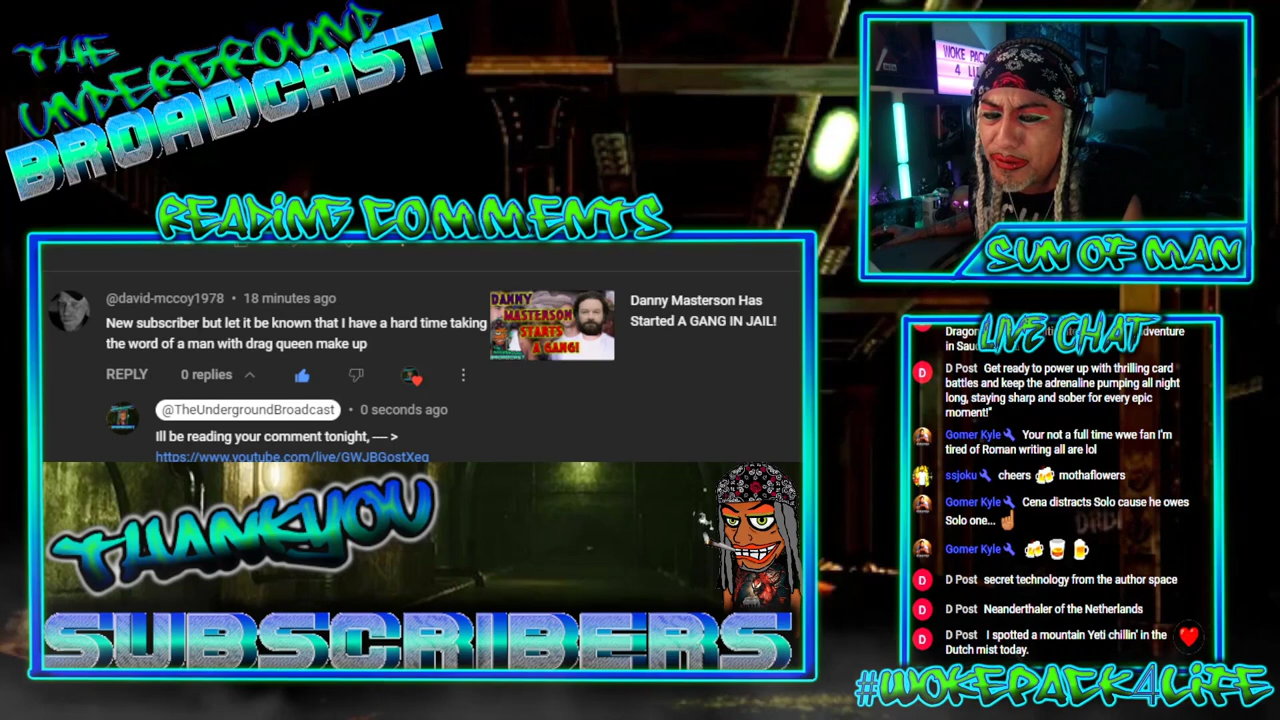 THE
UNDERGROUND
BROADCAST
READING COMMENTS
@david-mccoy1978 • 18 minutes ago
New subscriber but let it be known that I have a hard time taking
the word of a man with drag queen make up
REPLY 0 replies
DANNY
MASTERSON
STARTS
A GANG!
Danny Masterson Has
Started A GANG IN JAIL!
@TheUndergroundBroadcast • 0 seconds ago
Ill be reading your comment tonight, — >
https://www.youtube.com/live/GWJBGostXeg
THANKYOU
SUBSCRIBERS
WOKE PACK
4 LI
SUN OF MAN
LIVE CHAT
Dragon
in Sau
D Post Get ready to power up with thrilling card
battles and keep the adrenaline pumping all night
long, staying sharp and sober for every epic
moment!"
Gomer Kyle🔧 Your not a full time wwe fan I'm
tired of Roman writing all are lol
ssjoku🔧 cheers 🍻 mothaflowers
Gomer Kyle🔧 Cena distracts Solo cause he owes
Solo one... ☝🏽
Gomer Kyle🔧 🍻 🥃 🍺
D Post secret technology from the author space
D Post Neanderthaler of the Netherlands
D Post I spotted a mountain Yeti chillin' in the
Dutch mist today.
#WOKEPACK4LIFE